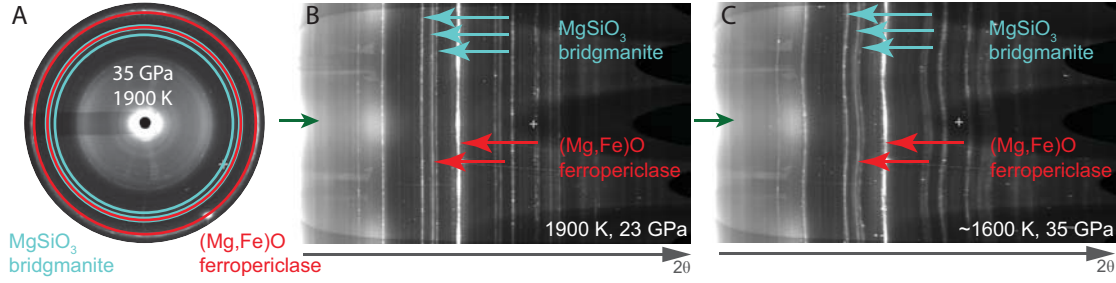 A
35 GPa
1900 K
MgSiO₃
bridgmanite
(Mg,Fe)O
ferropericlase
B
MgSiO₃
bridgmanite
(Mg,Fe)O
ferropericlase
1900 K, 23 GPa
2θ
C
MgSiO₃
bridgmanite
(Mg,Fe)O
ferropericlase
~1600 K, 35 GPa
2θ